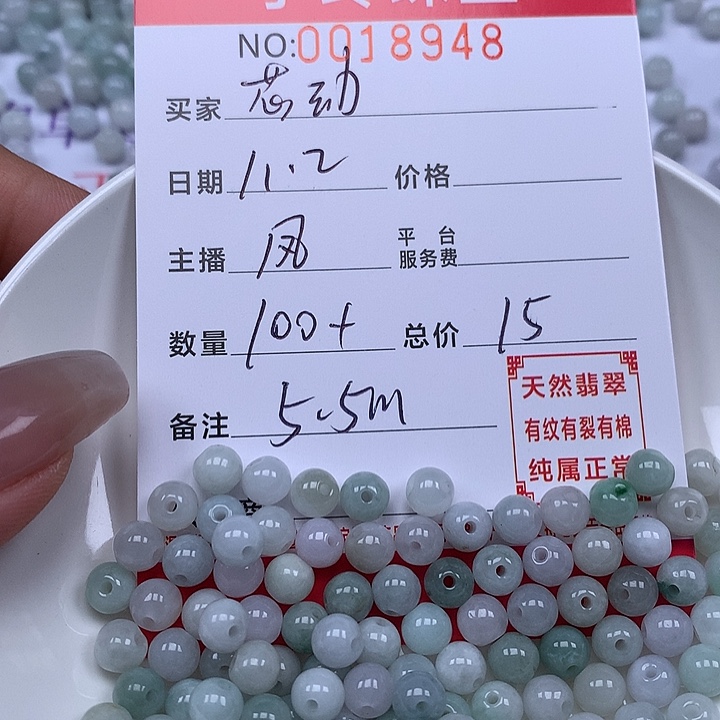 NO:0018948
买家 芯动
日期 11.2 价格
主播 风 平台
服务费
数量 100+ 总价 15
备注 5.5m
天然翡翠
有纹有裂有棉
纯属正常